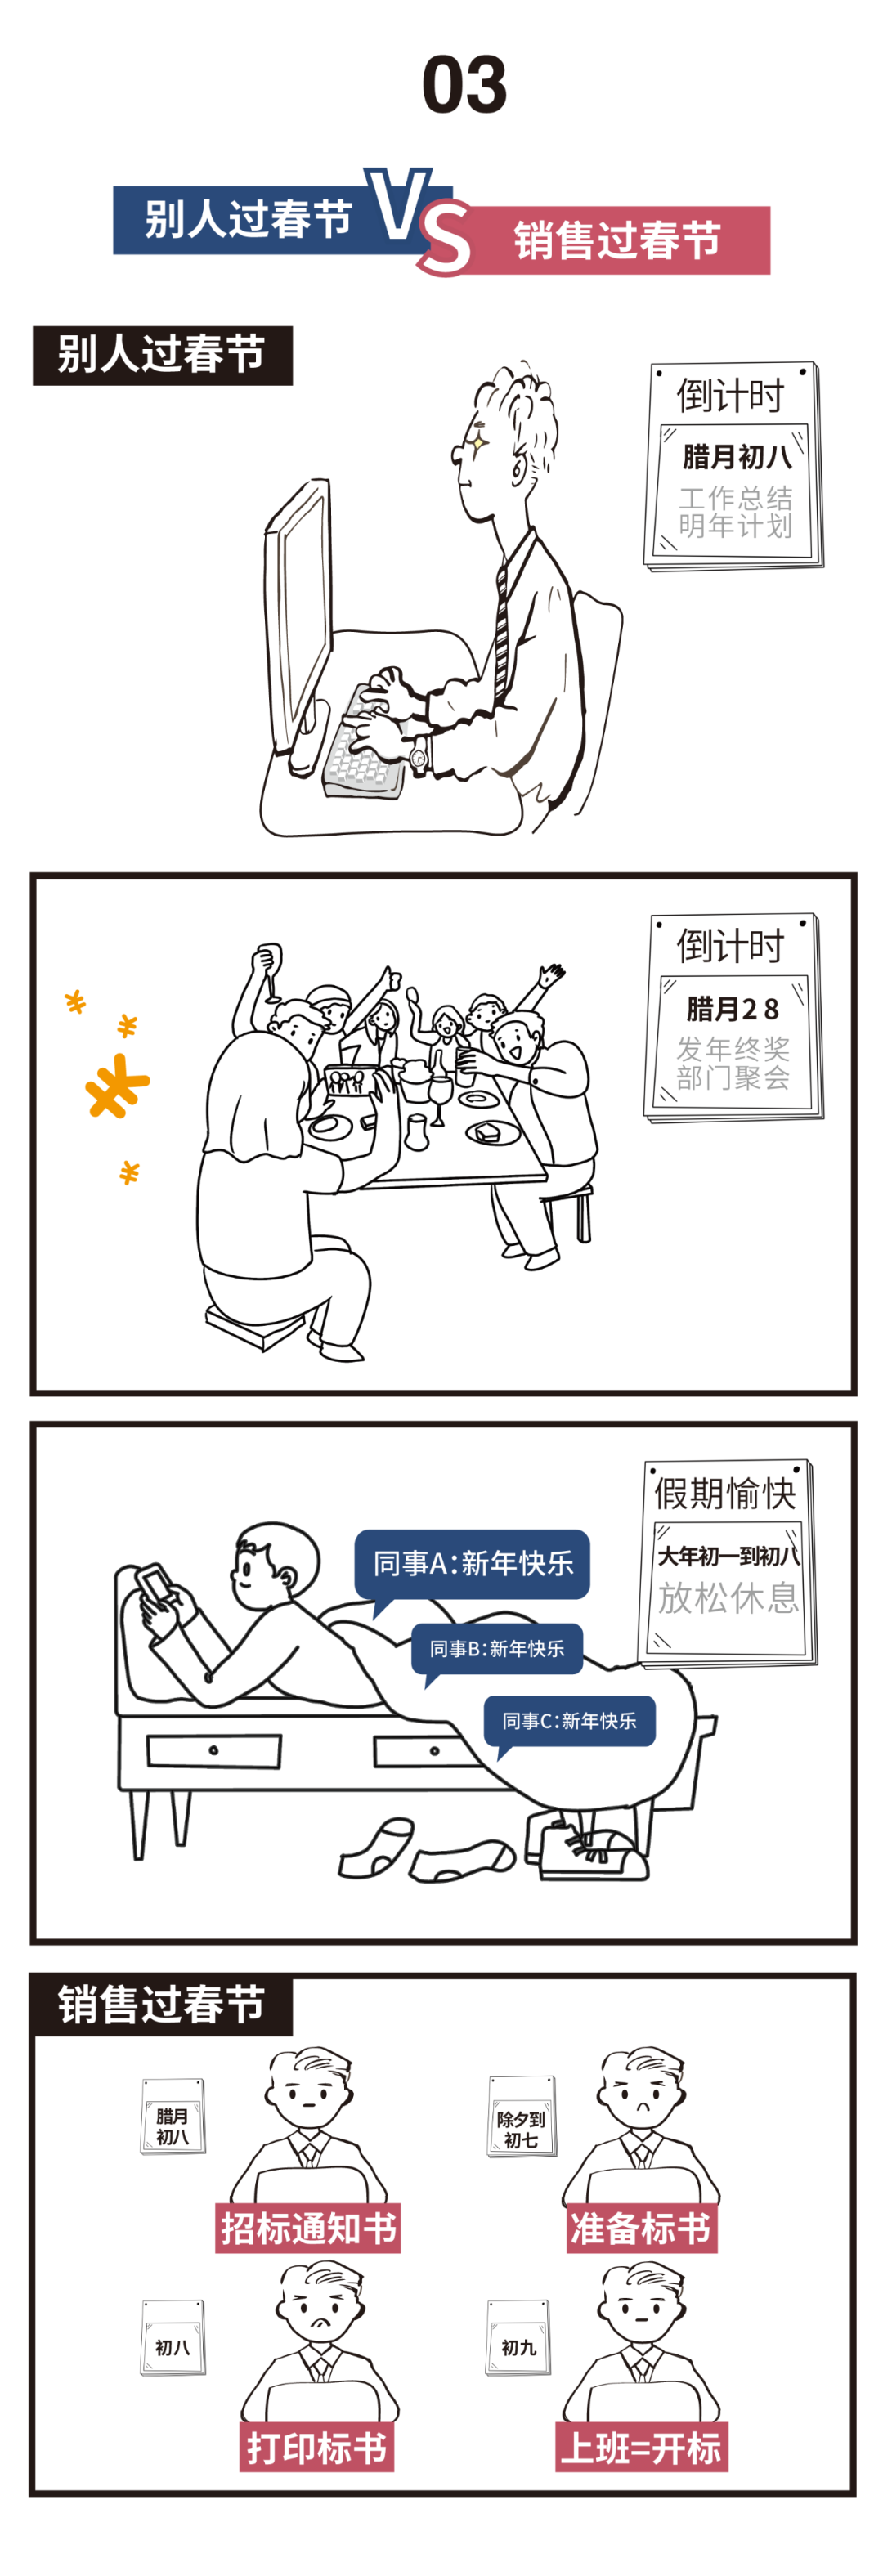 03
别人过春节
VS
销售过春节
别人过春节
倒计时
腊月初八
工作总结
明年计划
倒计时
腊月28
发年终奖
部门聚会
假期愉快
大年初一到初八
放松休息
同事A：新年快乐
同事B：新年快乐
同事C：新年快乐
销售过春节
腊月
初八
招标通知书
除夕到
初七
准备标书
初八
打印标书
初九
上班=开标